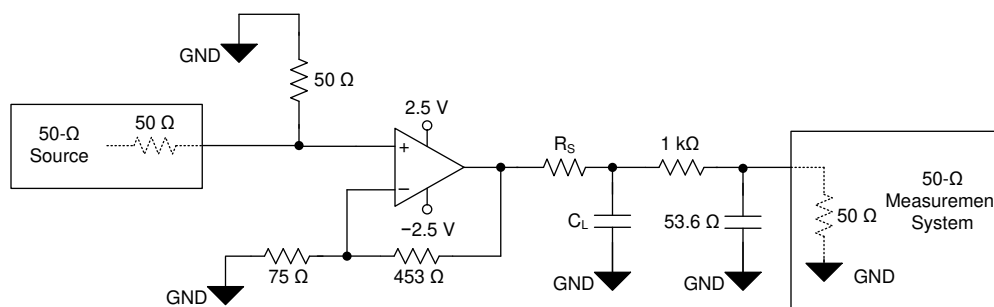 GND
50 Ω
50-Ω
Source
50 Ω
2.5 V
+
−
−2.5 V
75 Ω
453 Ω
GND
R_S
1 kΩ
C_L
53.6 Ω
GND
GND
50-Ω
Measurement
System
50 Ω
GND